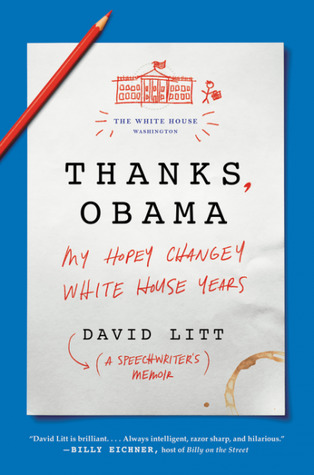 THE WHITE HOUSE
WASHINGTON
THANKS,
OBAMA
MY HOPEY CHANGEY
WHITE HOUSE YEARS
DAVID LITT
(A SPEECHWRITER'S
MEMOIR)
"David Litt is brilliant. . . . Always intelligent, razor sharp, and hilarious."
—BILLY EICHNER, host of Billy on the Street